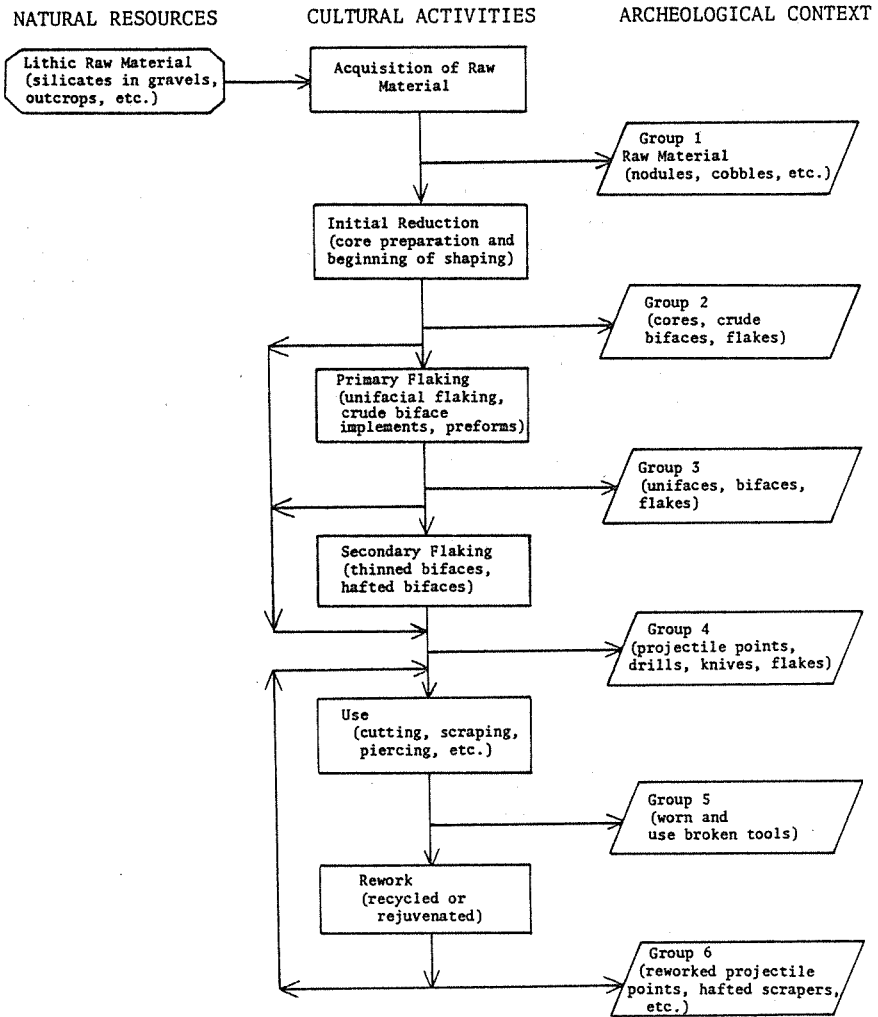 NATURAL RESOURCES
CULTURAL ACTIVITIES
ARCHEOLOGICAL CONTEXT
Lithic Raw Material
(silicates in gravels,
outcrops, etc.)
Acquisition of Raw
Material
Group 1
Raw Material
(nodules, cobbles, etc.)
Initial Reduction
(core preparation and
beginning of shaping)
Group 2
(cores, crude
bifaces, flakes)
Primary Flaking
(unifacial flaking,
crude biface
implements, preforms)
Group 3
(unifaces, bifaces,
flakes)
Secondary Flaking
(thinned bifaces,
hafted bifaces)
Group 4
(projectile points,
drills, knives, flakes)
Use
(cutting, scraping,
piercing, etc.)
Group 5
(worn and
use broken tools)
Rework
(recycled or
rejuvenated)
Group 6
(reworked projectile
points, hafted scrapers,
etc.)